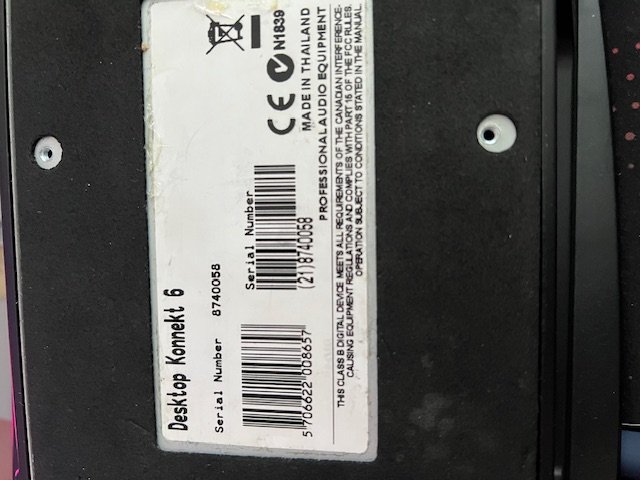 Desktop Konnekt 6
Serial Number 8740058
5 706622 008657
Serial Number
(21)8740058
CE N1839
MADE IN THAILAND
PROFESSIONAL AUDIO EQUIPMENT
THIS CLASS B DIGITAL DEVICE MEETS ALL REQUIREMENTS OF THE CANADIAN INTERFERENCE-
CAUSING EQUIPMENT REGULATIONS AND COMPLIES WITH PART 15 OF THE FCC RULES.
OPERATION SUBJECT TO CONDITIONS STATED IN THE MANUAL.